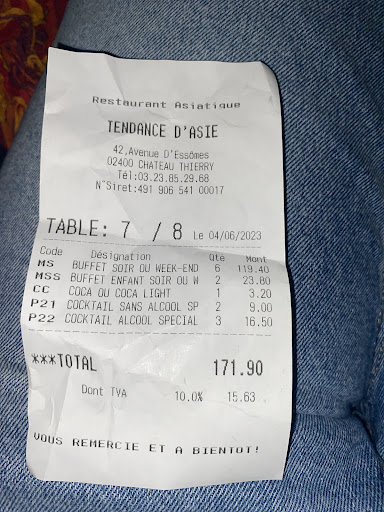 Restaurant Asiatique
TENDANCE D'ASIE
42,Avenue D'Essômes
02400 CHATEAU THIERRY
Tél:03.23.85.29.68
N°Siret:491 906 541 00017
TABLE: 7 / 8 Le 04/06/2023
Code Désignation Qte Mont
MS BUFFET SOIR OU WEEK-END 6 119.40
MSS BUFFET ENFANT SOIR OU W 2 23.80
CC COCA OU COCA LIGHT 1 3.20
P21 COCKTAIL SANS ALCOOL SP 2 9.00
P22 COCKTAIL ALCOOL SPECIAL 3 16.50
***TOTAL 171.90
Dont TVA 10.0% 15.63
VOUS REMERCIE ET A BIENTOT!